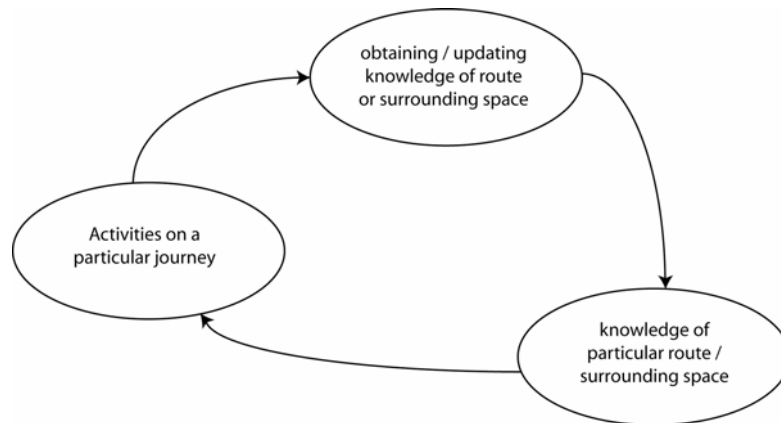 obtaining / updating
knowledge of route
or surrounding space
Activities on a
particular journey
knowledge of
particular route /
surrounding space